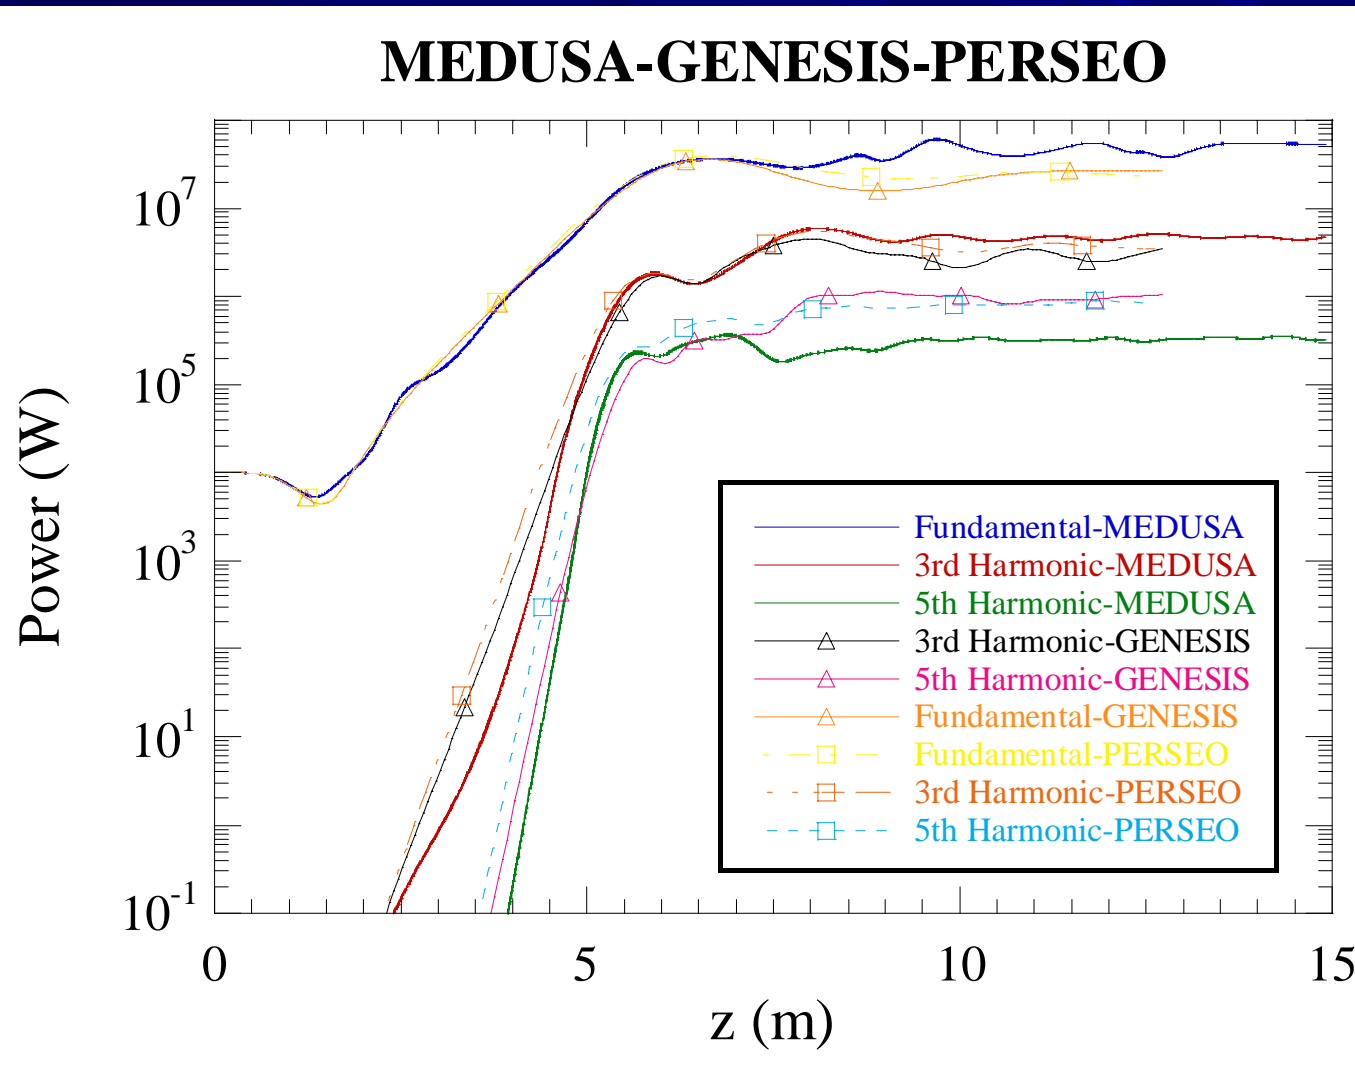 MEDUSA-GENESIS-PERSEO
Power (W)
10^7
10^5
10^3
10^1
10^-1
0 5 10 15
z (m)
Fundamental-MEDUSA
3rd Harmonic-MEDUSA
5th Harmonic-MEDUSA
3rd Harmonic-GENESIS
5th Harmonic-GENESIS
Fundamental-GENESIS
Fundamental-PERSEO
3rd Harmonic-PERSEO
5th Harmonic-PERSEO